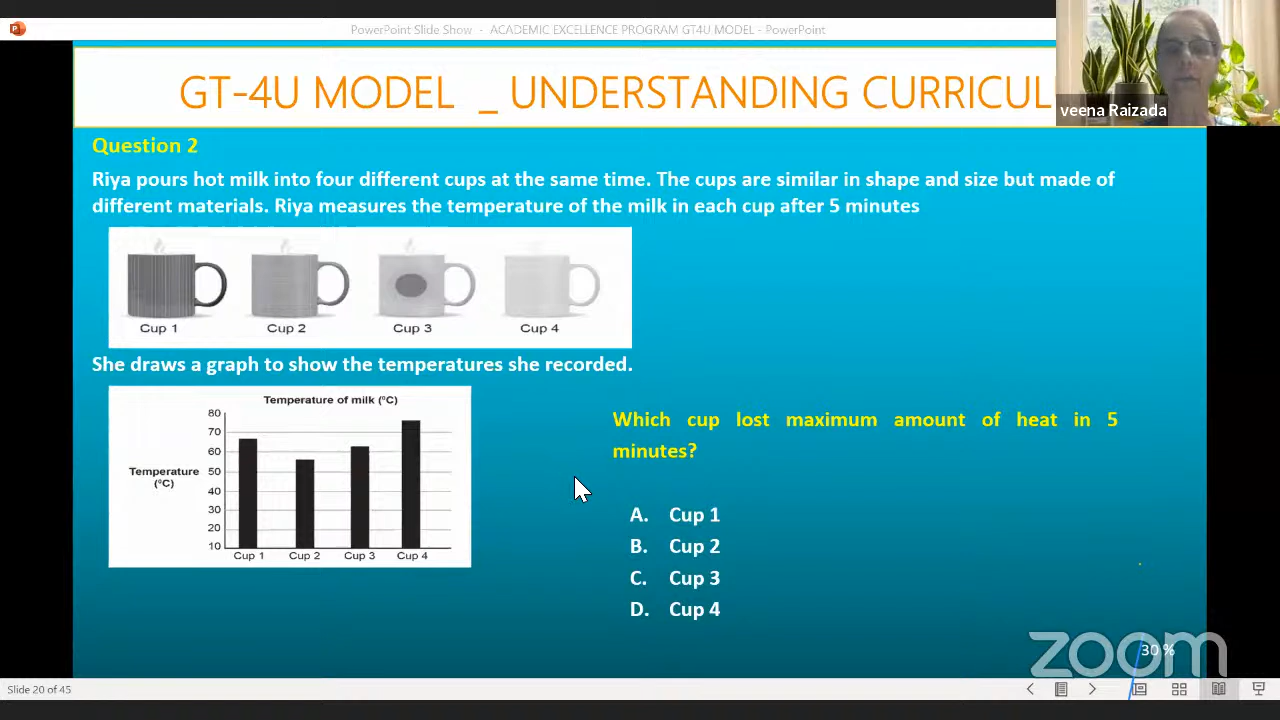 PowerPoint Slide Show - ACADEMIC EXCELLENCE PROGRAM GT4U MODEL - PowerPoint
GT-4U MODEL _ UNDERSTANDING CURRICUL
veena Raizada
Question 2
Riya pours hot milk into four different cups at the same time. The cups are similar in shape and size but made of
different materials. Riya measures the temperature of the milk in each cup after 5 minutes
Cup 1 Cup 2 Cup 3 Cup 4
She draws a graph to show the temperatures she recorded.
Temperature of milk (°C)
80
70
60
50
40
30
20
10
Temperature
(°C)
Cup 1 Cup 2 Cup 3 Cup 4
Which cup lost maximum amount of heat in 5
minutes?
A. Cup 1
B. Cup 2
C. Cup 3
D. Cup 4
zoom
30 %
Slide 20 of 45